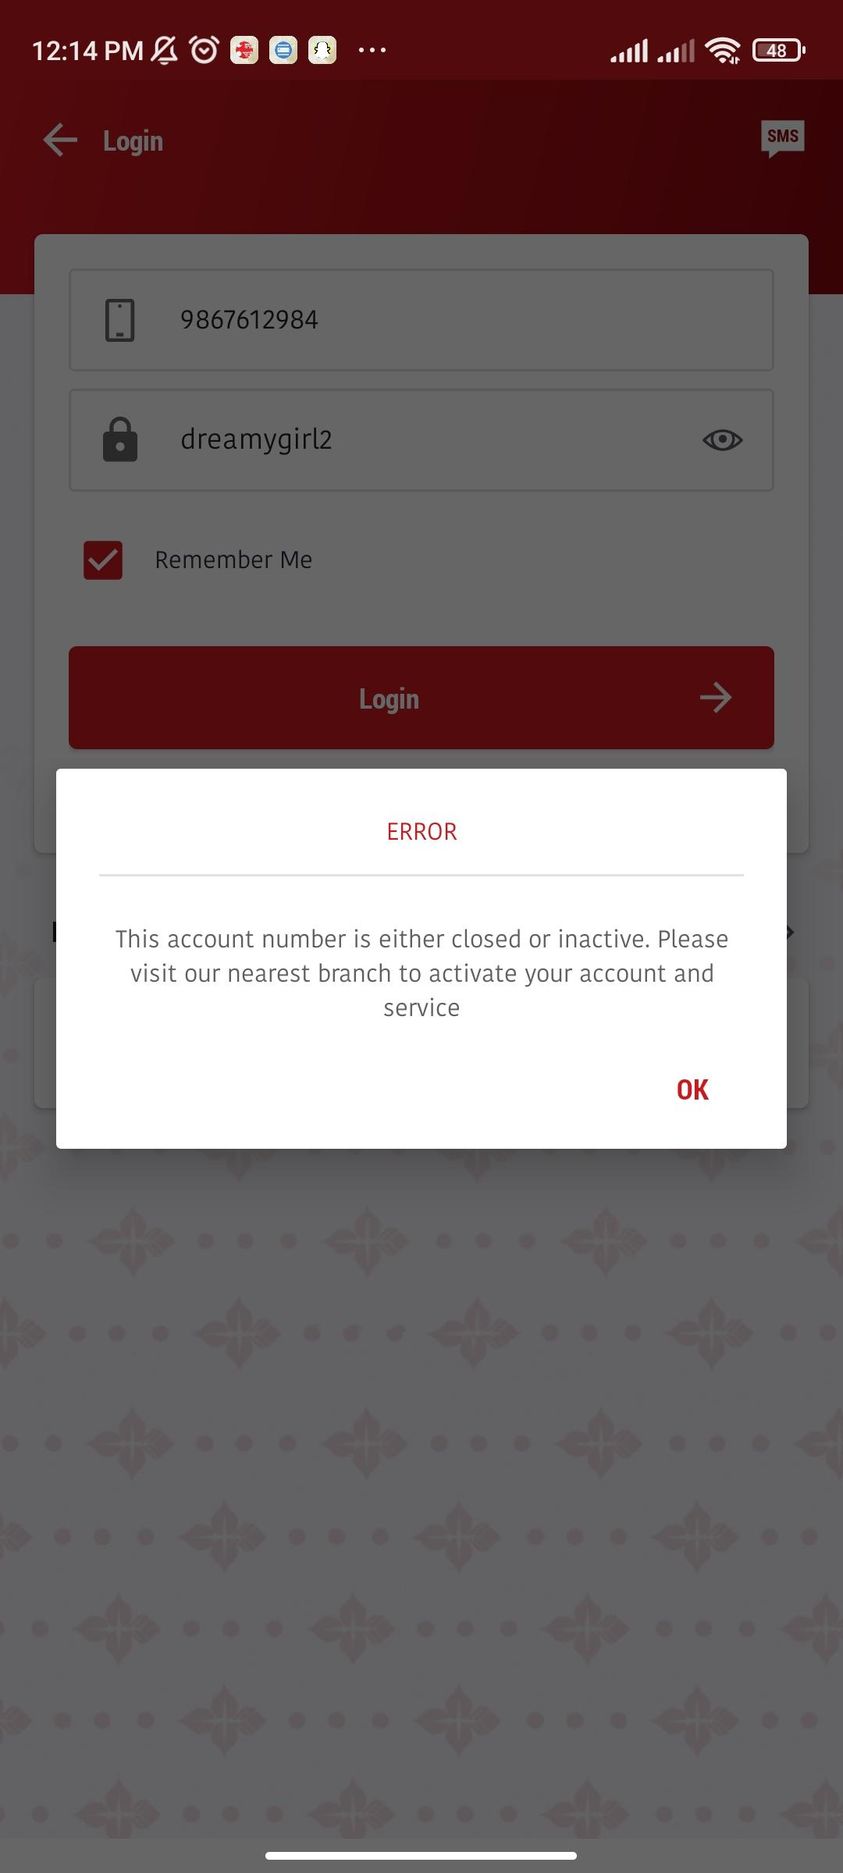 12:14 PM
48
Login
SMS
9867612984
dreamygirl2
Remember Me
Login
ERROR
This account number is either closed or inactive. Please
visit our nearest branch to activate your account and
service
OK